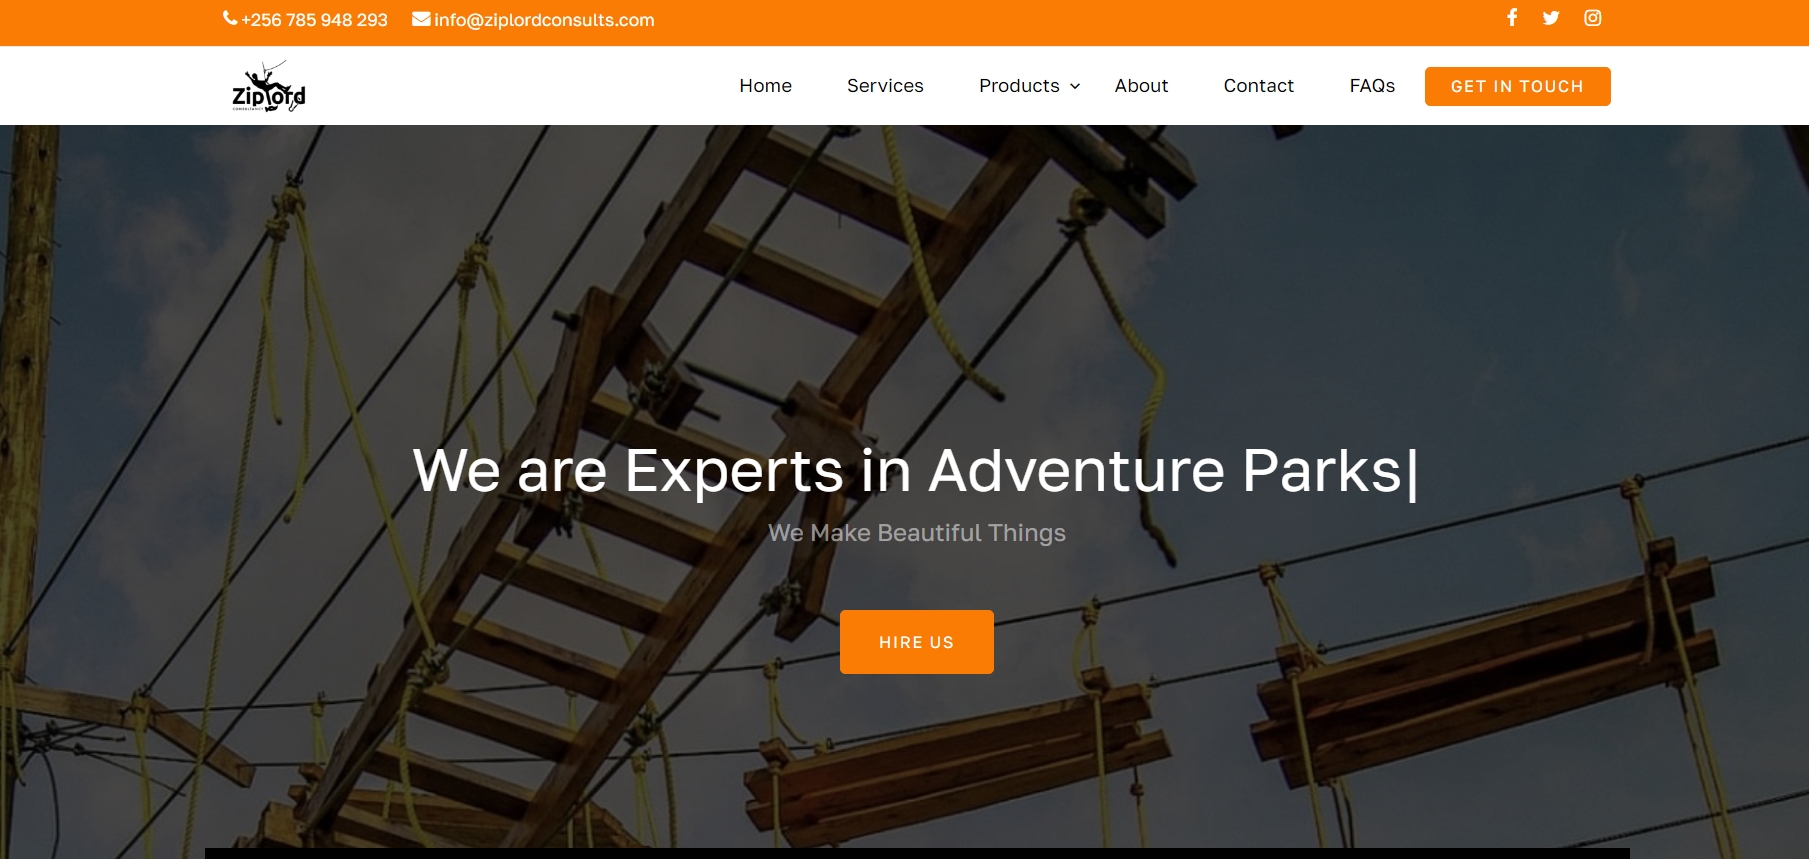 +256 785 948 293 info@ziplordconsults.com
Ziplord
CONSULTANCY
Home Services Products About Contact FAQs GET IN TOUCH
We are Experts in Adventure Parks|
We Make Beautiful Things
HIRE US